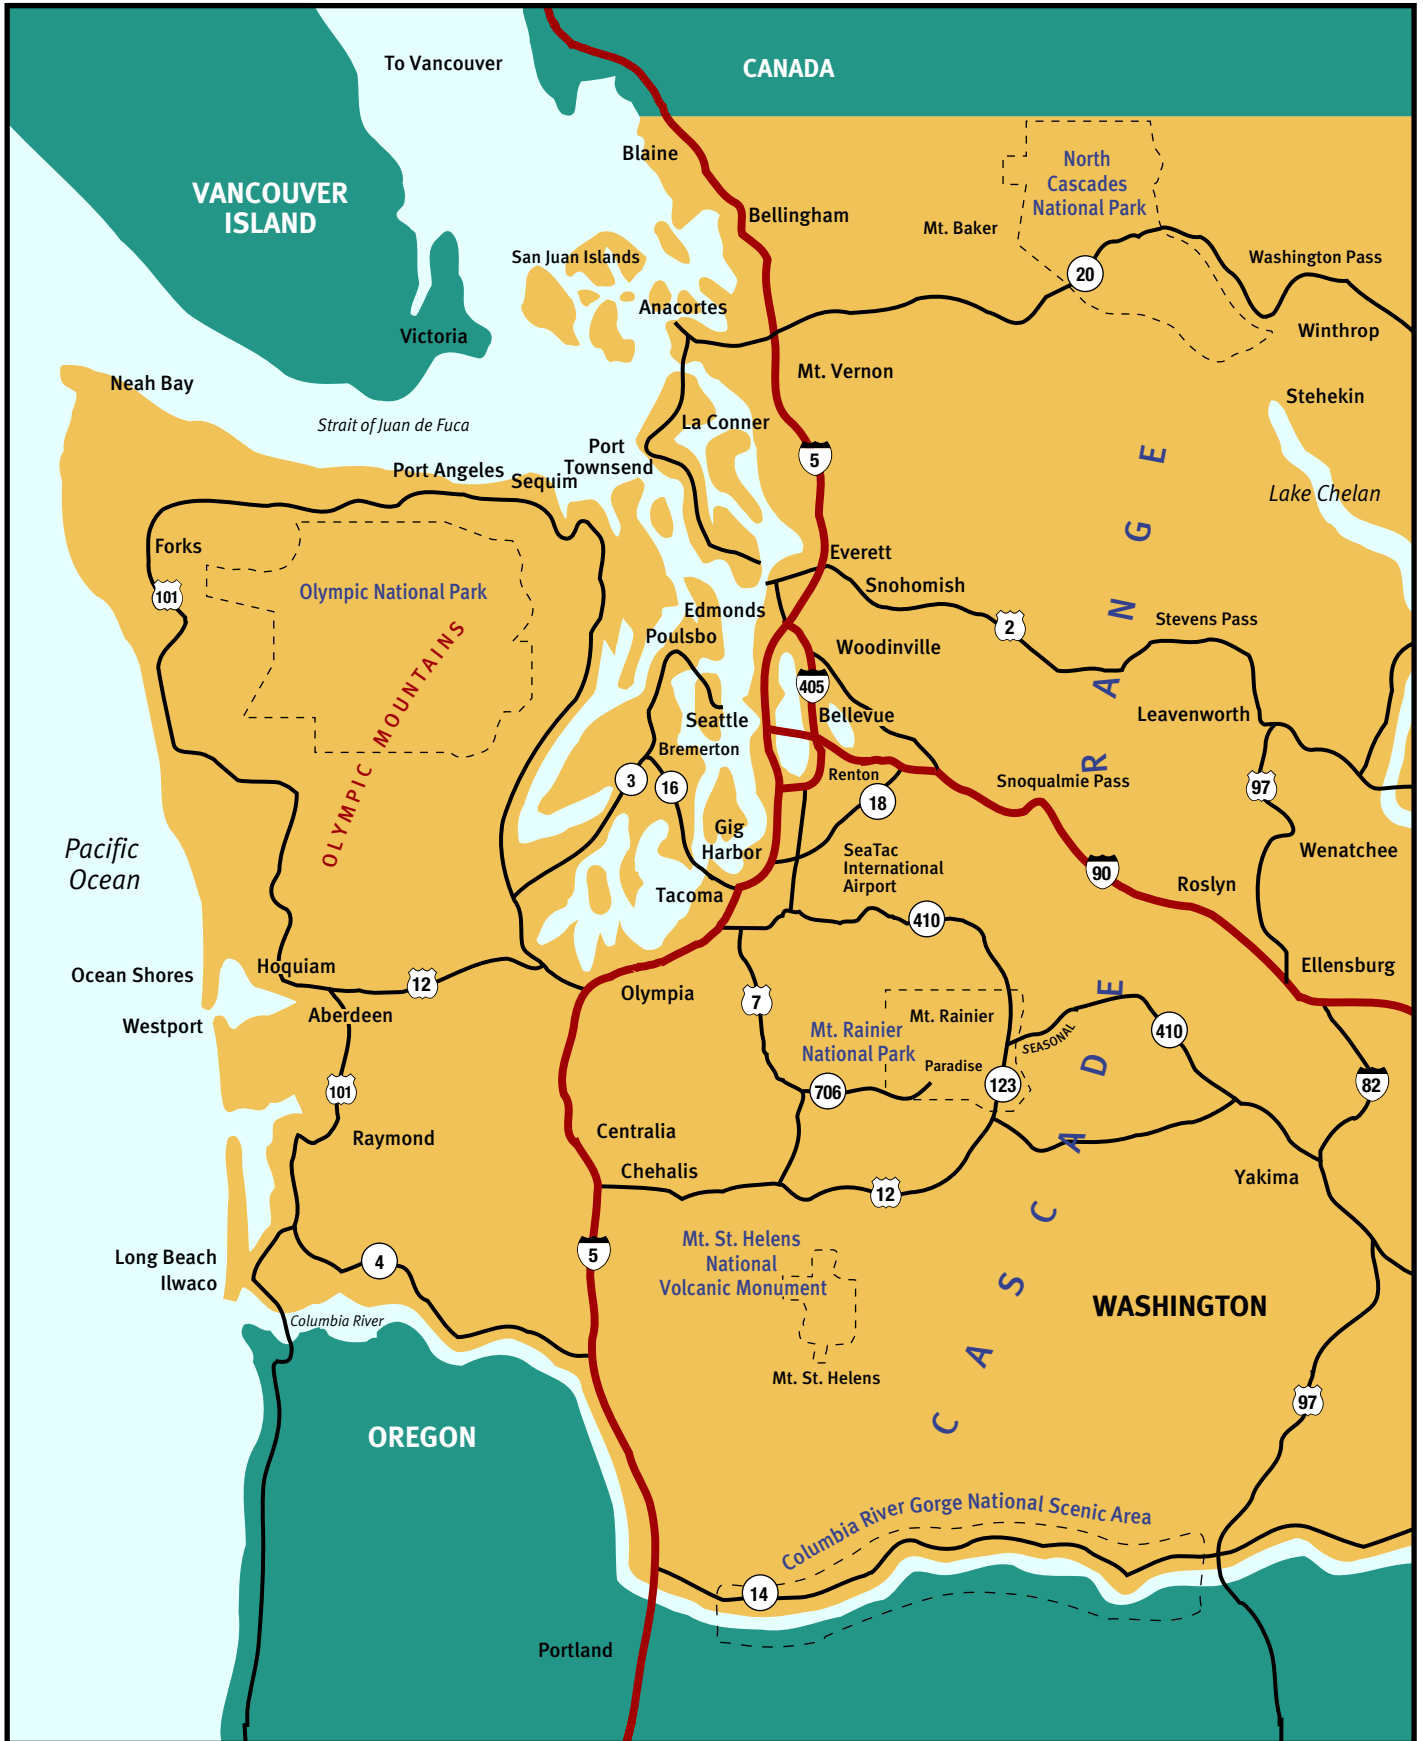 To Vancouver
CANADA
Blaine
North
Cascades
National Park
VANCOUVER
ISLAND
Bellingham
Mt. Baker
San Juan Islands
Washington Pass
20
Anacortes
Victoria
Winthrop
Neah Bay
Mt. Vernon
Stehekin
Strait of Juan de Fuca
La Conner
Port
Townsend
5
Port Angeles
Sequim
Lake Chelan
Forks
Everett
Snohomish
101
Olympic National Park
Edmonds
Poulsbo
2
Stevens Pass
Woodinville
OLYMPIC MOUNTAINS
405
Seattle
Bellevue
Leavenworth
Bremerton
3
16
Renton
18
Snoqualmie Pass
97
Gig
Harbor
Pacific
Ocean
SeaTac
International
Airport
Wenatchee
90
Roslyn
Tacoma
410
Hoquiam
Ocean Shores
12
Ellensburg
Olympia
7
Aberdeen
Westport
Mt. Rainier
Mt. Rainier
National Park
SEASONAL
410
Paradise
123
706
101
82
Raymond
Centralia
Chehalis
12
Yakima
CASCADE RANGE
Long Beach
Ilwaco
4
5
Mt. St. Helens
National
Volcanic Monument
WASHINGTON
Columbia River
Mt. St. Helens
97
OREGON
Columbia River Gorge National Scenic Area
14
Portland